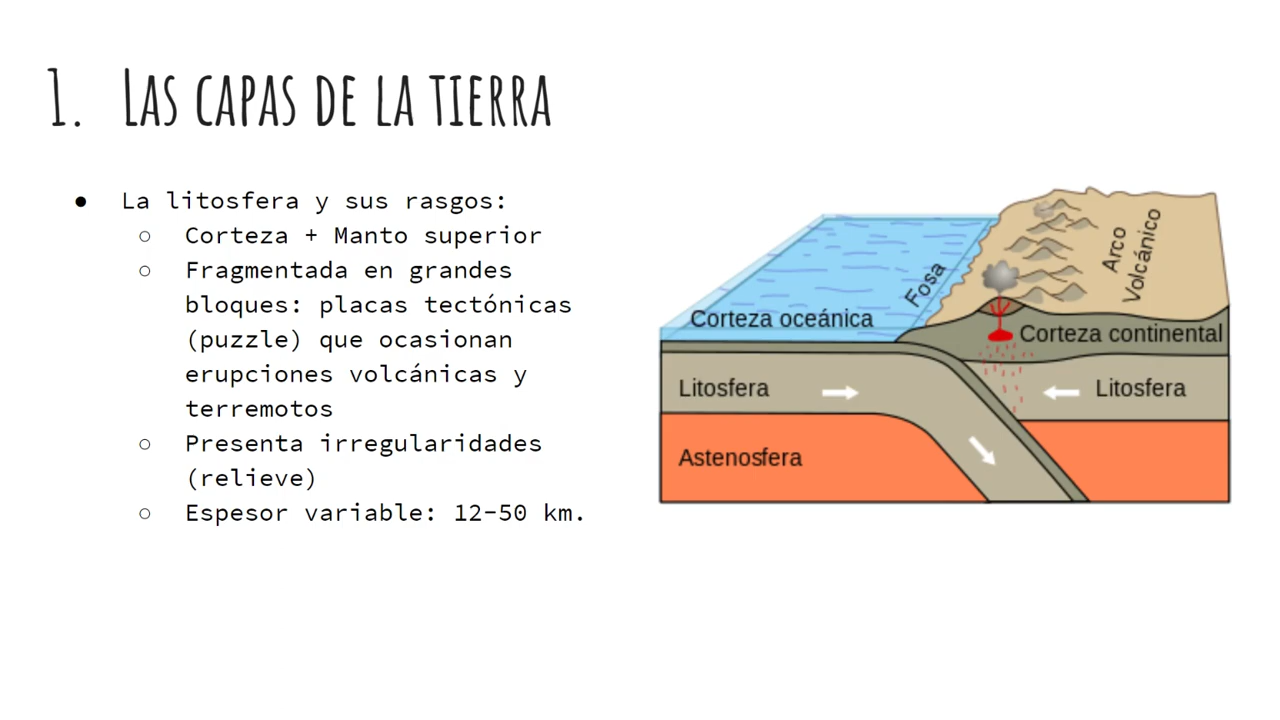 1. Las capas de la tierra
● La litosfera y sus rasgos:
○ Corteza + Manto superior
○ Fragmentada en grandes
bloques: placas tectónicas
(puzzle) que ocasionan
erupciones volcánicas y
terremotos
○ Presenta irregularidades
(relieve)
○ Espesor variable: 12-50 km.
Fosa
Arco
Volcánico
Corteza oceánica
Corteza continental
Litosfera
Litosfera
Astenosfera